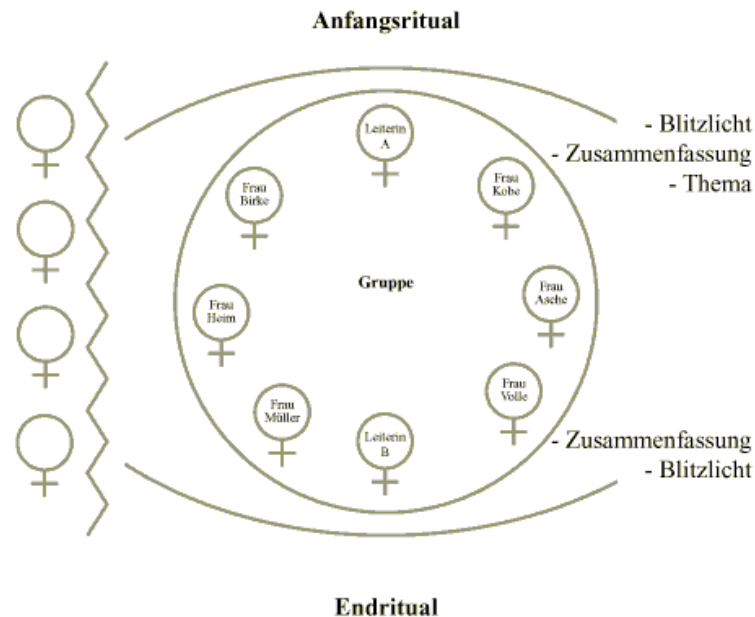 Anfangsritual
- Blitzlicht
- Zusammenfassung
- Thema
Leiterin
A
Frau
Kobe
Frau
Birke
Gruppe
Frau
Asche
Frau
Heim
Frau
Volle
Frau
Müller
Leiterin
B
- Zusammenfassung
- Blitzlicht
Endritual